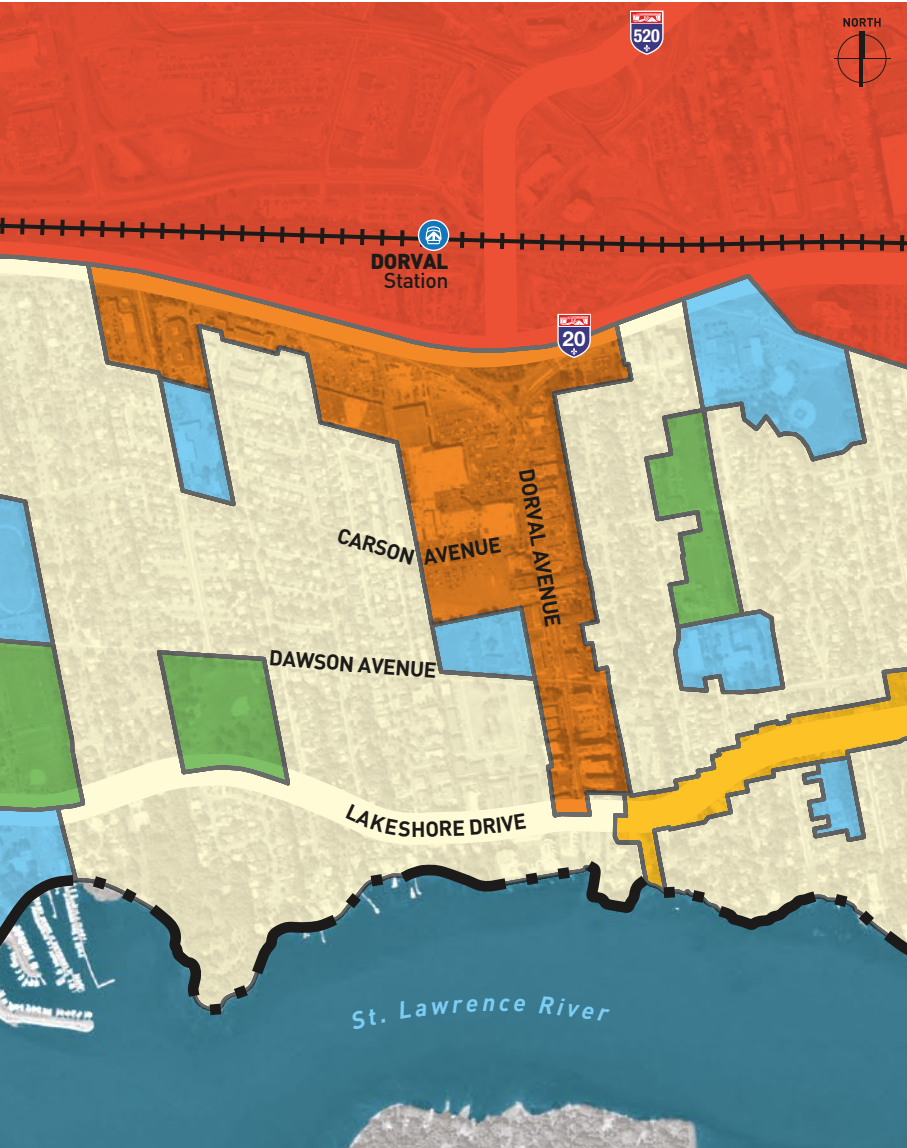 520
NORTH
DORVAL
Station
20
DORVAL AVENUE
CARSON AVENUE
DAWSON AVENUE
LAKESHORE DRIVE
St. Lawrence River